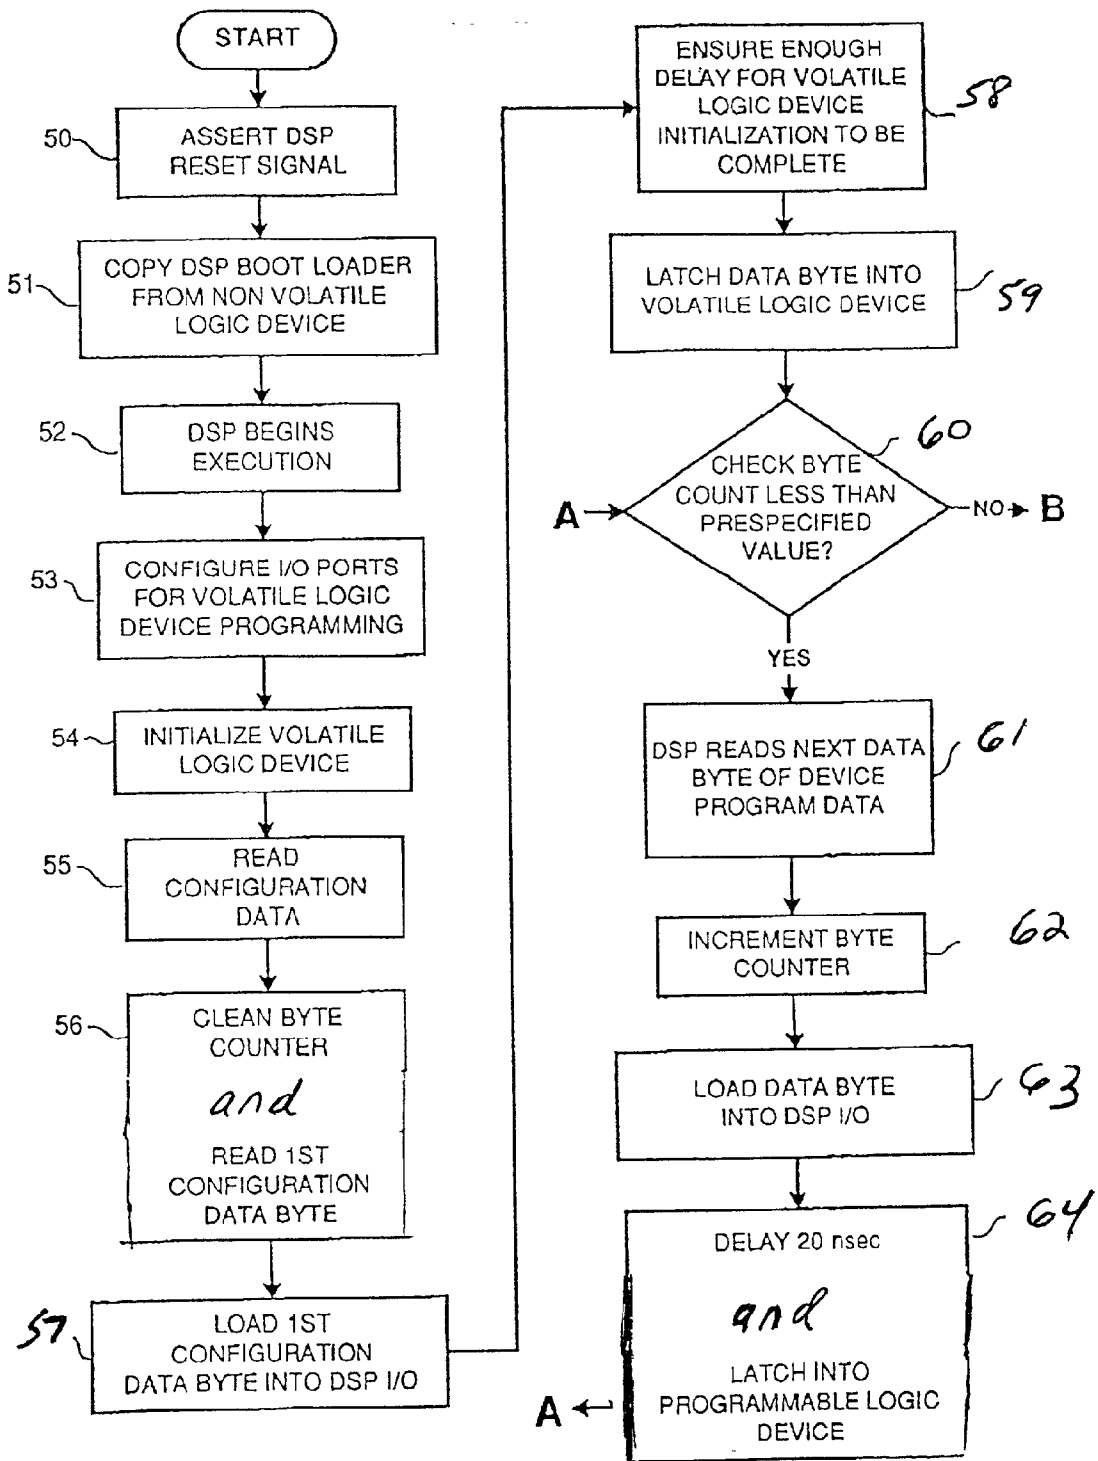 START
50
ASSERT DSP
RESET SIGNAL
51
COPY DSP BOOT LOADER
FROM NON VOLATILE
LOGIC DEVICE
52
DSP BEGINS
EXECUTION
53
CONFIGURE I/O PORTS
FOR VOLATILE LOGIC
DEVICE PROGRAMMING
54
INITIALIZE VOLATILE
LOGIC DEVICE
55
READ
CONFIGURATION
DATA
56
CLEAN BYTE
COUNTER
and
READ 1ST
CONFIGURATION
DATA BYTE
57
LOAD 1ST
CONFIGURATION
DATA BYTE INTO DSP I/O
ENSURE ENOUGH
DELAY FOR VOLATILE
LOGIC DEVICE
INITIALIZATION TO BE
COMPLETE
58
LATCH DATA BYTE INTO
VOLATILE LOGIC DEVICE
59
60
CHECK BYTE
COUNT LESS THAN
PRESPECIFIED
VALUE?
A
NO
B
YES
DSP READS NEXT DATA
BYTE OF DEVICE
PROGRAM DATA
61
INCREMENT BYTE
COUNTER
62
LOAD DATA BYTE
INTO DSP I/O
63
DELAY 20 nsec
and
LATCH INTO
PROGRAMMABLE LOGIC
DEVICE
64
A